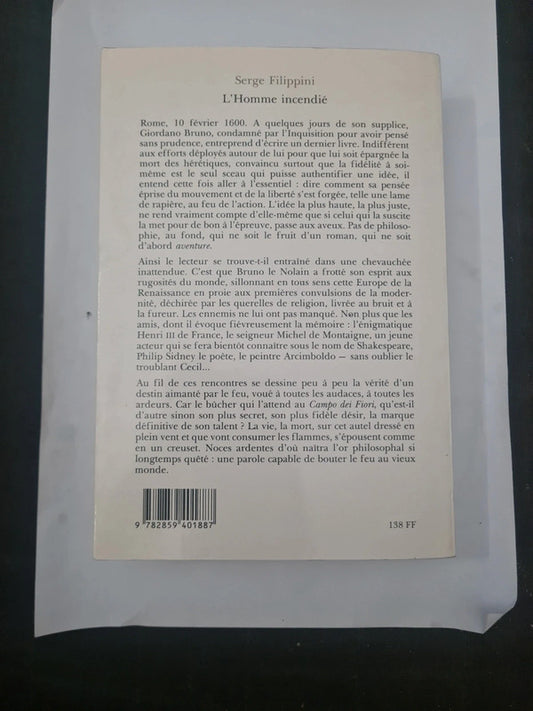 Serge Filippini
L'Homme incendié
Rome, 10 février 1600. A quelques jours de son supplice,
Giordano Bruno, condamné par l'Inquisition pour avoir pensé
sans prudence, entreprend d'écrire un dernier livre. Indifférent
aux efforts déployés autour de lui pour que lui soit épargnée la
mort des hérétiques, convaincu surtout que la fidélité à soi-
même est le seul sceau qui puisse authentifier une idée, il
entend cette fois aller à l'essentiel : dire comment sa pensée
éprise du mouvement et de la liberté s'est forgée, telle une lame
de rapière, au feu de l'action. L'idée la plus haute, la plus juste,
ne rend vraiment compte d'elle-même que si celui qui la suscite
la met pour de bon à l'épreuve, passe aux aveux. Pas de philoso-
phie, au fond, qui ne soit le fruit d'un roman, qui ne soit
d'abord aventure.
Ainsi le lecteur se trouve-t-il entraîné dans une chevauchée
inattendue. C'est que Bruno le Nolain a frotté son esprit aux
rugosités du monde, sillonnant en tous sens cette Europe de la
Renaissance en proie aux premières convulsions de la moder-
nité, déchirée par les querelles de religion, livrée au bruit et à
la fureur. Les ennemis ne lui ont pas manqué. Non plus que les
amis, dont il évoque fiévreusement la mémoire : l'énigmatique
Henri III de France, le seigneur Michel de Montaigne, un jeune
acteur qui se fera bientôt connaître sous le nom de Shakespeare,
Philip Sidney le poète, le peintre Arcimboldo — sans oublier le
troublant Cecil...
Au fil de ces rencontres se dessine peu à peu la vérité d'un
destin aimanté par le feu, voué à toutes les audaces, à toutes les
ardeurs. Car le bûcher qui l'attend au Campo dei Fiori, qu'est-il
d'autre sinon son plus secret, son plus fidèle désir, la marque
définitive de son talent ? La vie, la mort, sur cet autel dressé en
plein vent et que vont consumer les flammes, s'épousent comme
en un creuset. Noces ardentes d'où naîtra l'or philosophal si
longtemps quêté : une parole capable de bouter le feu au vieux
monde.
9 782859 401887
138 FF